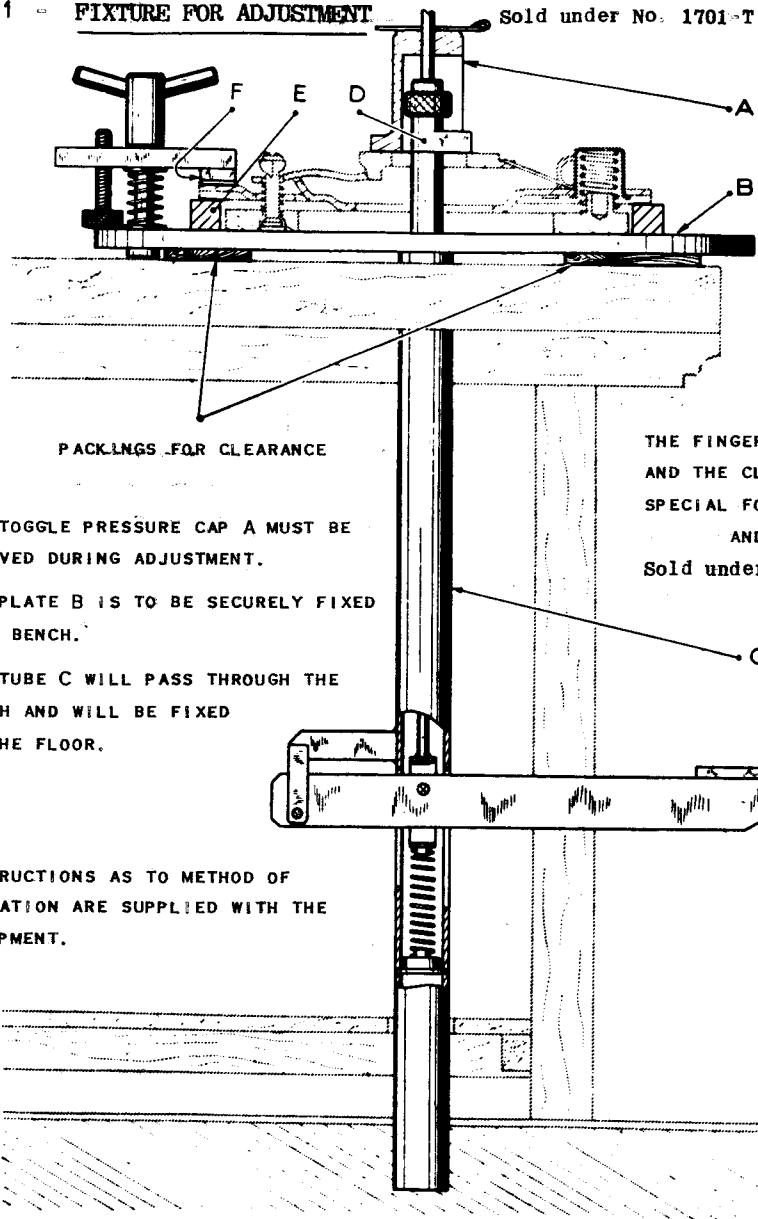 1 - FIXTURE FOR ADJUSTMENT Sold under No. 1701-T
F E D
A
B
PACKINGS FOR CLEARANCE
THE FINGER
AND THE CL
SPECIAL FO
AND
Sold under
TOGGLE PRESSURE CAP A MUST BE
VED DURING ADJUSTMENT.
PLATE B IS TO BE SECURELY FIXED
BENCH.
TUBE C WILL PASS THROUGH THE
H AND WILL BE FIXED
HE FLOOR.
C
RUCTIONS AS TO METHOD OF
ATION ARE SUPPLIED WITH THE
PMENT.